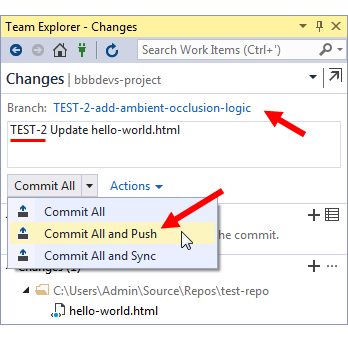 Team Explorer - Changes
Search Work Items (Ctrl+')
Changes | bbbdevs-project
Branch: TEST-2-add-ambient-occlusion-logic
TEST-2 Update hello-world.html
Commit All
Actions
Commit All
Commit All and Push
Commit All and Sync
the commit.
Changes (1)
C:\Users\Admin\Source\Repos\test-repo
hello-world.html